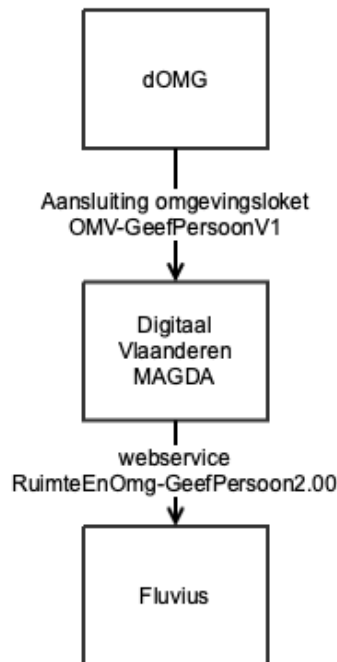 dOMG
Aansluiting omgevingsloket
OMV-GeefPersoonV1
Digitaal
Vlaanderen
MAGDA
webservice
RuimteEnOmg-GeefPersoon2.00
Fluvius